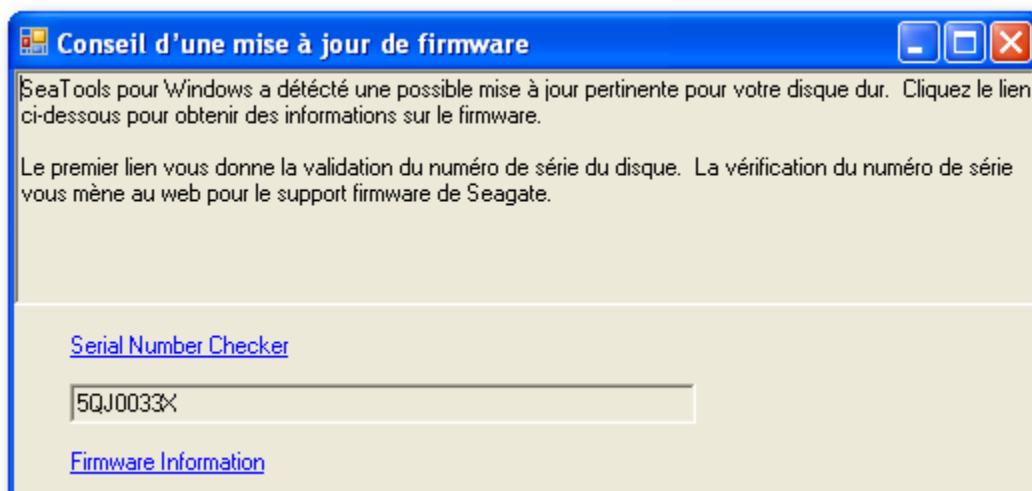 Conseil d'une mise à jour de firmware
SeaTools pour Windows a détécté une possible mise à jour pertinente pour votre disque dur. Cliquez le lien
ci-dessous pour obtenir des informations sur le firmware.
Le premier lien vous donne la validation du numéro de série du disque. La vérification du numéro de série
vous mène au web pour le support firmware de Seagate.
Serial Number Checker
5QJ0033X
Firmware Information